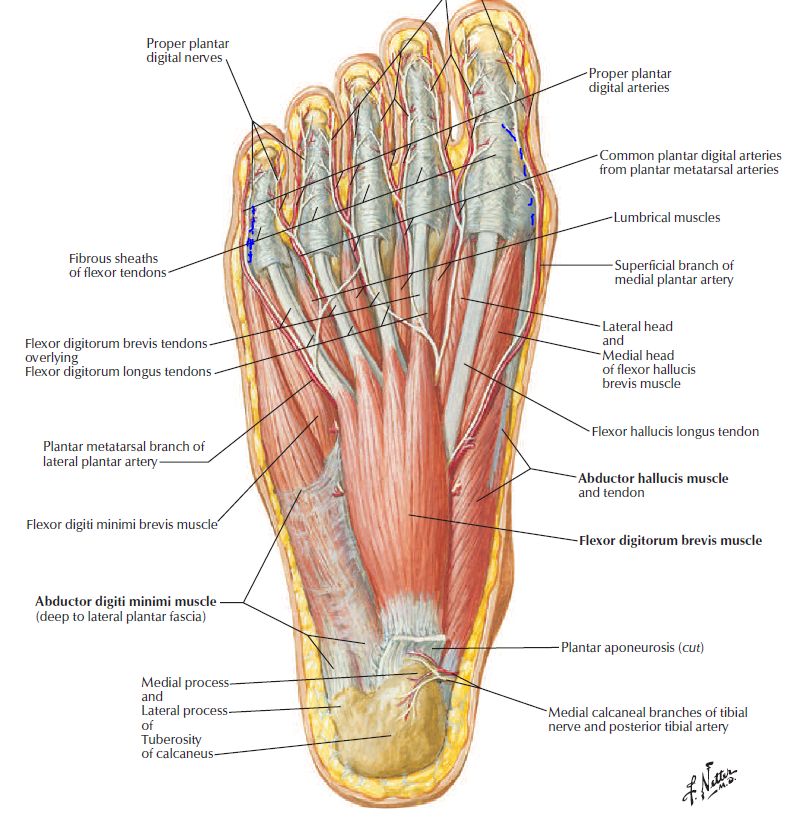 Proper plantar
digital nerves
Proper plantar
digital arteries
Common plantar digital arteries
from plantar metatarsal arteries
Lumbrical muscles
Fibrous sheaths
of flexor tendons
Superficial branch of
medial plantar artery
Flexor digitorum brevis tendons
overlying
Flexor digitorum longus tendons
Lateral head
and
Medial head
of flexor hallucis
brevis muscle
Flexor hallucis longus tendon
Plantar metatarsal branch of
lateral plantar artery
Abductor hallucis muscle
and tendon
Flexor digiti minimi brevis muscle
Flexor digitorum brevis muscle
Abductor digiti minimi muscle
(deep to lateral plantar fascia)
Plantar aponeurosis (cut)
Medial process
and
Lateral process
of
Tuberosity
of calcaneus
Medial calcaneal branches of tibial
nerve and posterior tibial artery
F. Netter
M.D.